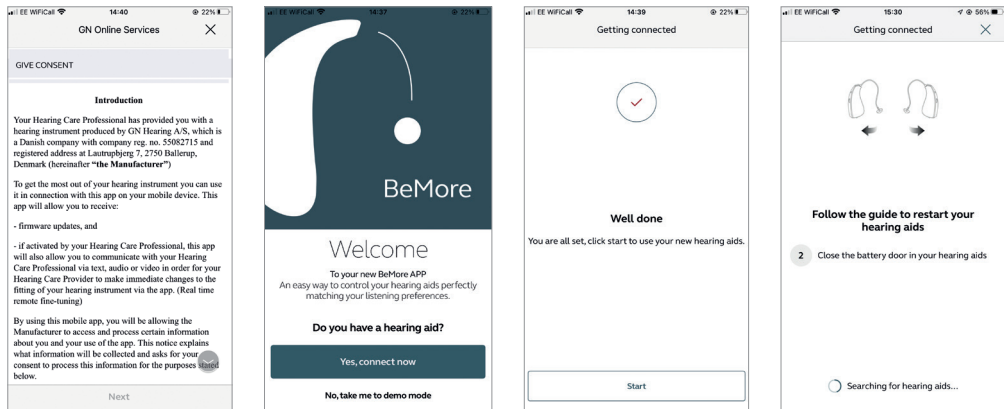 EE WiFiCall 14:40 22%
GN Online Services
GIVE CONSENT
Introduction
Your Hearing Care Professional has provided you with a
hearing instrument produced by GN Hearing A/S, which is
a Danish company with company reg. no. 55082715 and
registered address at Lautrupbjerg 7, 2750 Ballerup,
Denmark (hereinafter “the Manufacturer”)
To get the most out of your hearing instrument you can use
it in connection with this app on your mobile device. This
app will allow you to receive:
- firmware updates, and
- if activated by your Hearing Care Professional, this app
will also allow you to communicate with your Hearing
Care Professional via text, audio or video in order for your
Hearing Care Provider to make immediate changes to the
fitting of your hearing instrument via the app. (Real time
remote fine-tuning)
By using this mobile app, you will be allowing the
Manufacturer to access and process certain information
about you and your use of the app. This notice explains
what information will be collected and asks for your
consent to process this information for the purposes stated
below.
Next
EE WiFiCall 14:37 22%
BeMore
Welcome
To your new BeMore APP
An easy way to control your hearing aids perfectly
matching your listening preferences.
Do you have a hearing aid?
Yes, connect now
No, take me to demo mode
EE WiFiCall 14:39 22%
Getting connected
Well done
You are all set, click start to use your new hearing aids.
Start
EE WiFiCall 15:30 56%
Getting connected
Follow the guide to restart your
hearing aids
2 Close the battery door in your hearing aids
Searching for hearing aids...